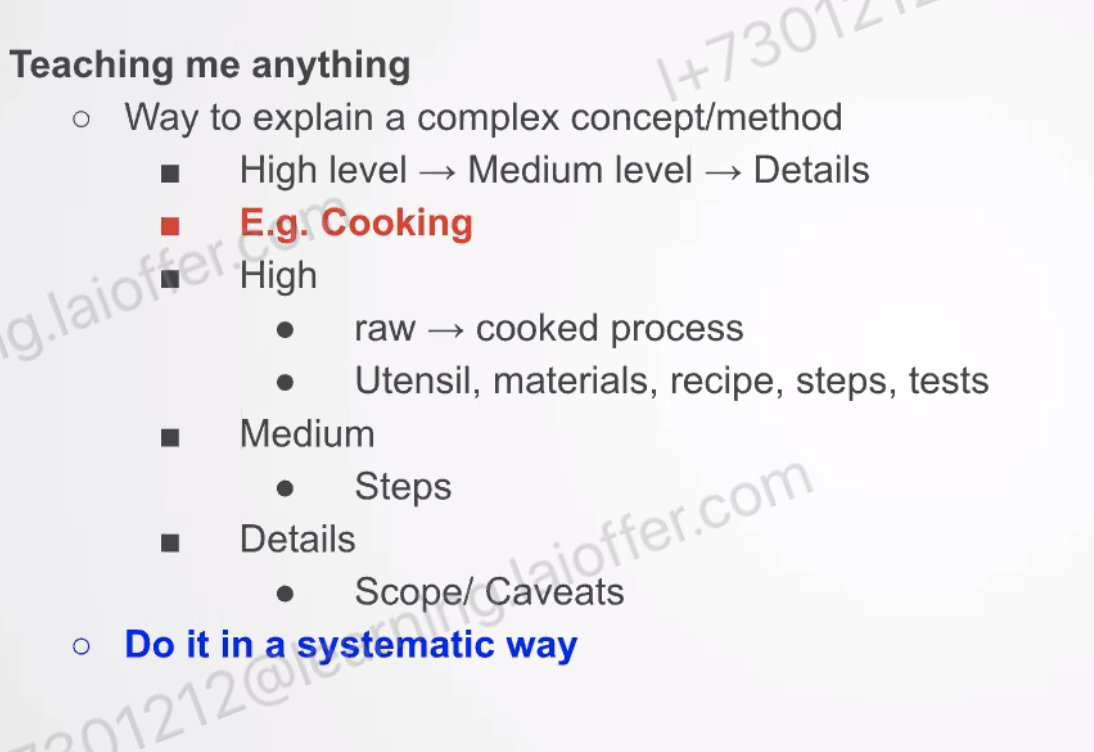 Teaching me anything
○ Way to explain a complex concept/method
■ High level → Medium level → Details
■ E.g. Cooking
■ High
● raw → cooked process
● Utensil, materials, recipe, steps, tests
■ Medium
● Steps
■ Details
● Scope/ Caveats
○ Do it in a systematic way
l+7301212
ng.laioffer.com
7301212@learning.laioffer.com